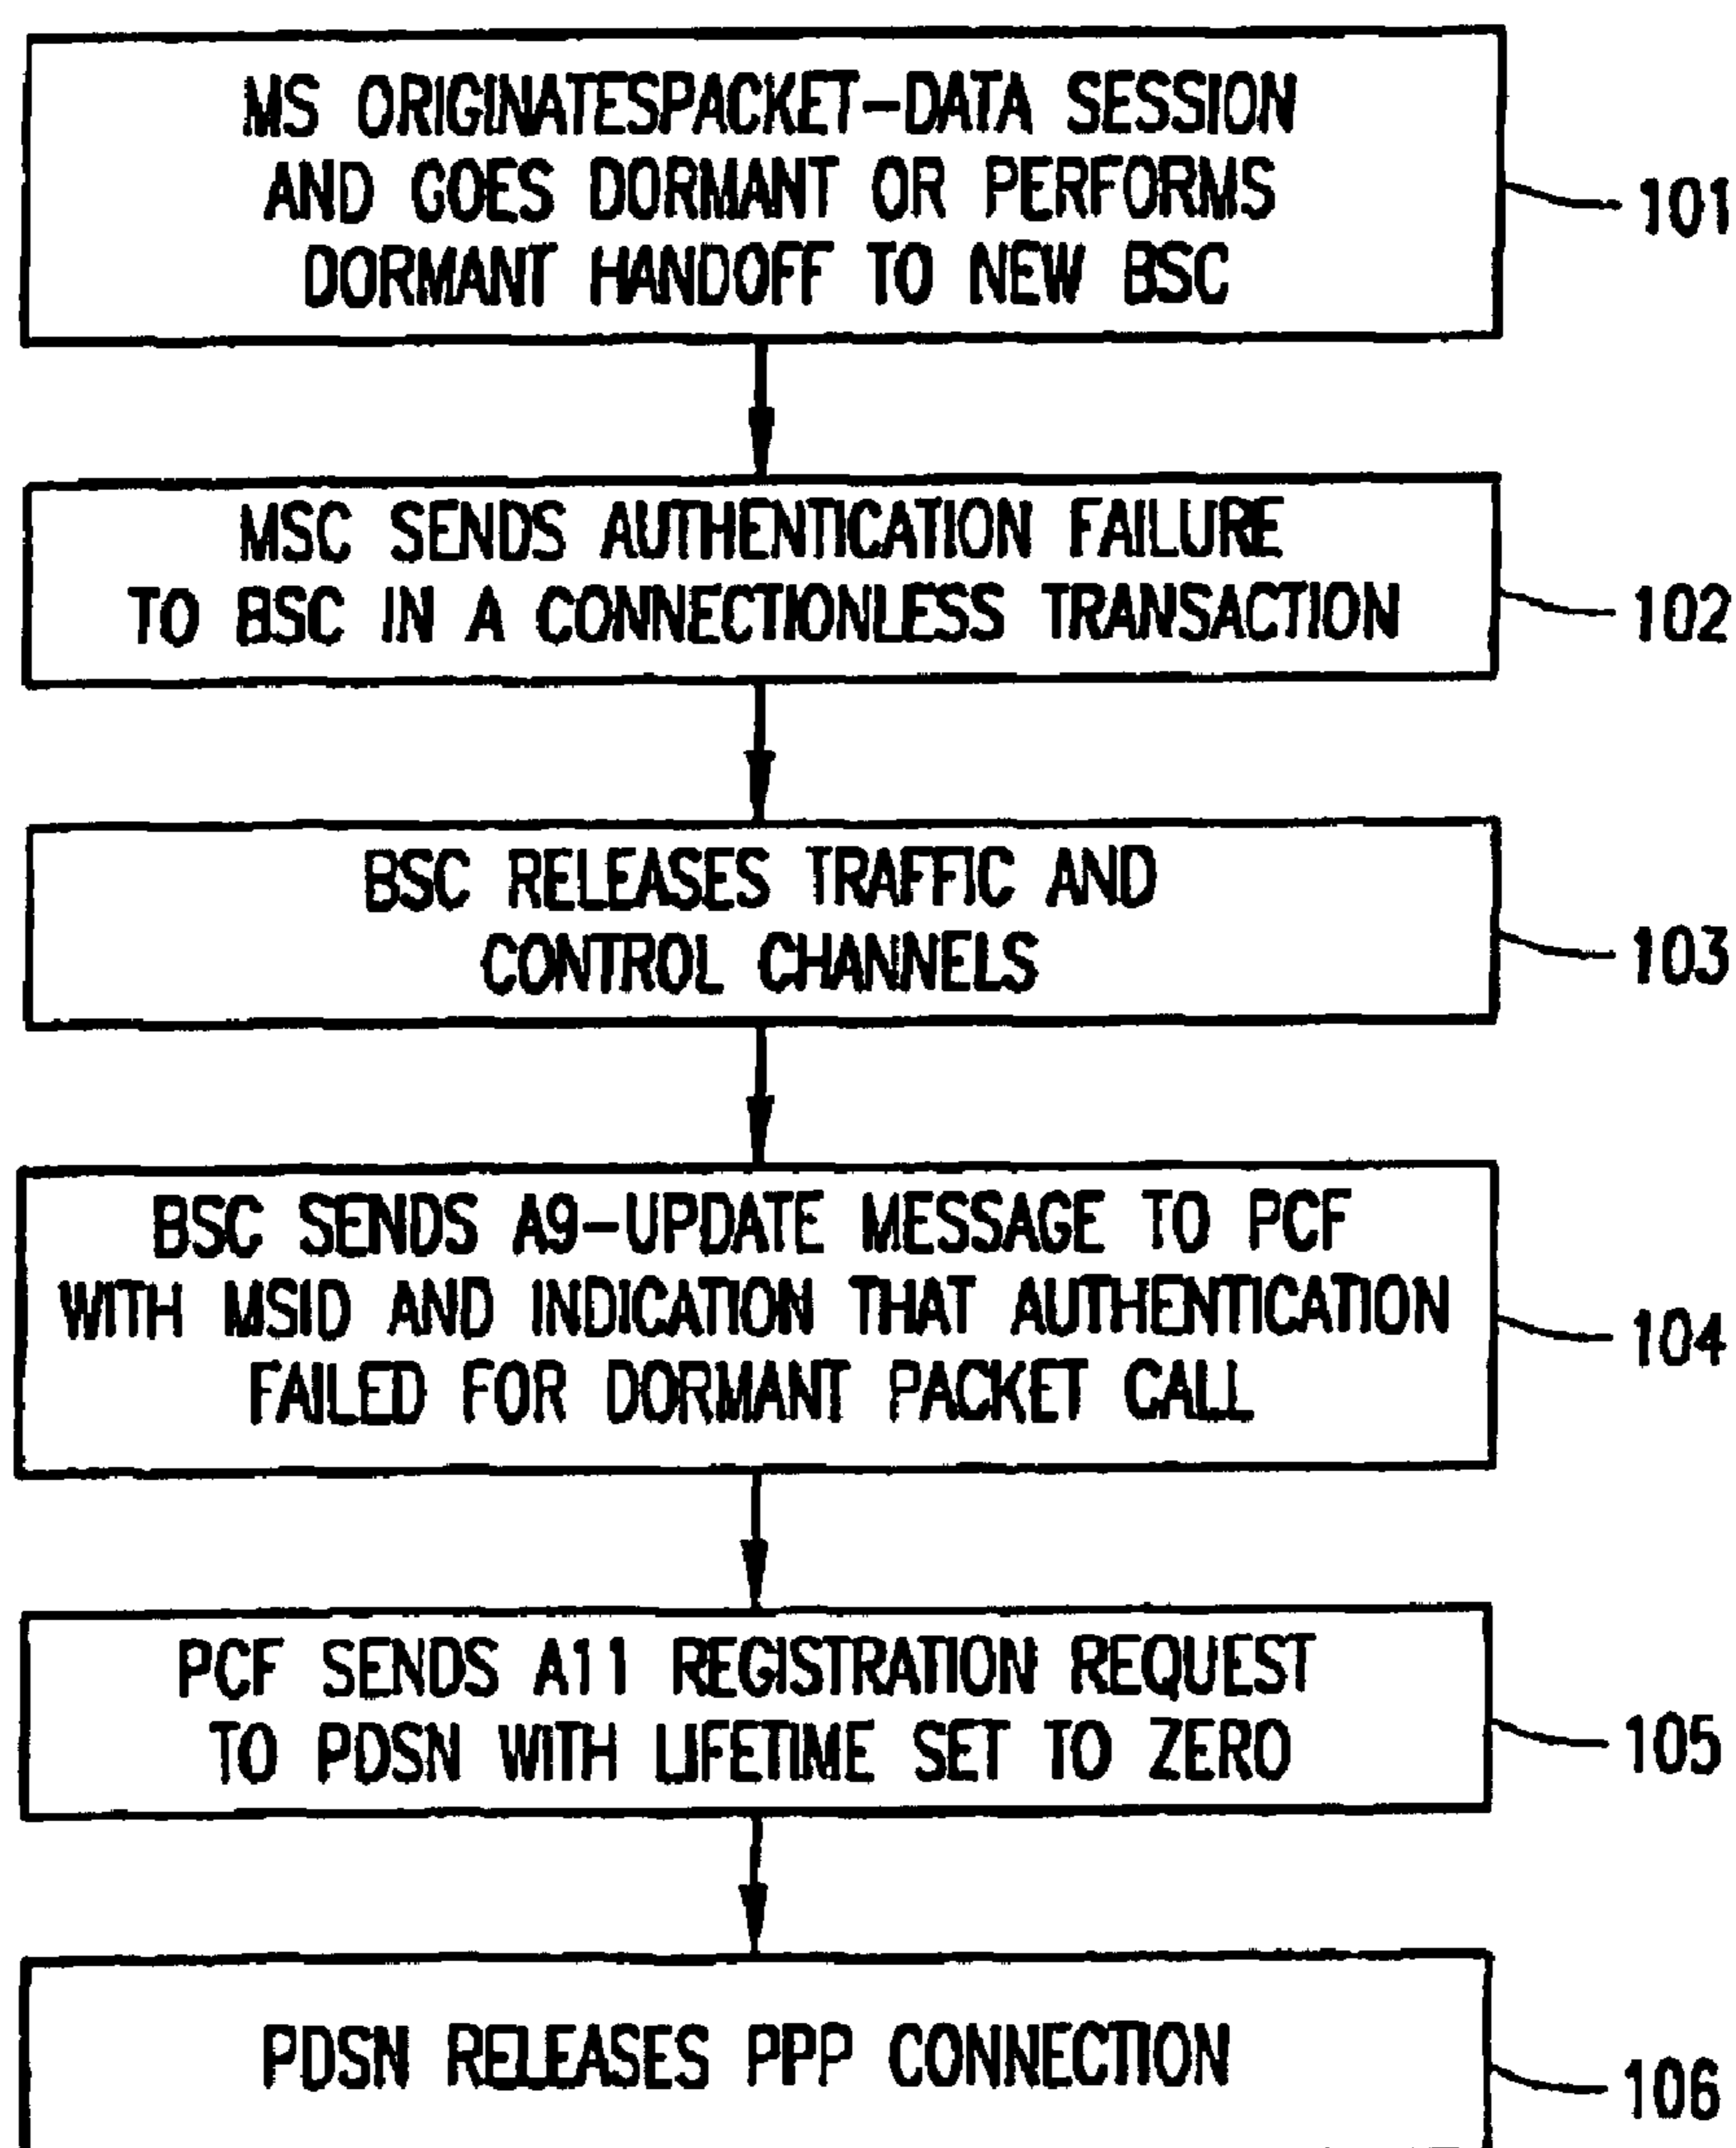 MS ORIGINATESPACKET-DATA SESSION
AND GOES DORMANT OR PERFORMS
DORMANT HANDOFF TO NEW BSC
101
MSC SENDS AUTHENTICATION FAILURE
TO BSC IN A CONNECTIONLESS TRANSACTION
102
BSC RELEASES TRAFFIC AND
CONTROL CHANNELS
103
BSC SENDS A9-UPDATE MESSAGE TO PCF
WITH MSID AND INDICATION THAT AUTHENTICATION
FAILED FOR DORMANT PACKET CALL
104
PCF SENDS A11 REGISTRATION REQUEST
TO PDSN WITH LIFETIME SET TO ZERO
105
PDSN RELEASES PPP CONNECTION
106